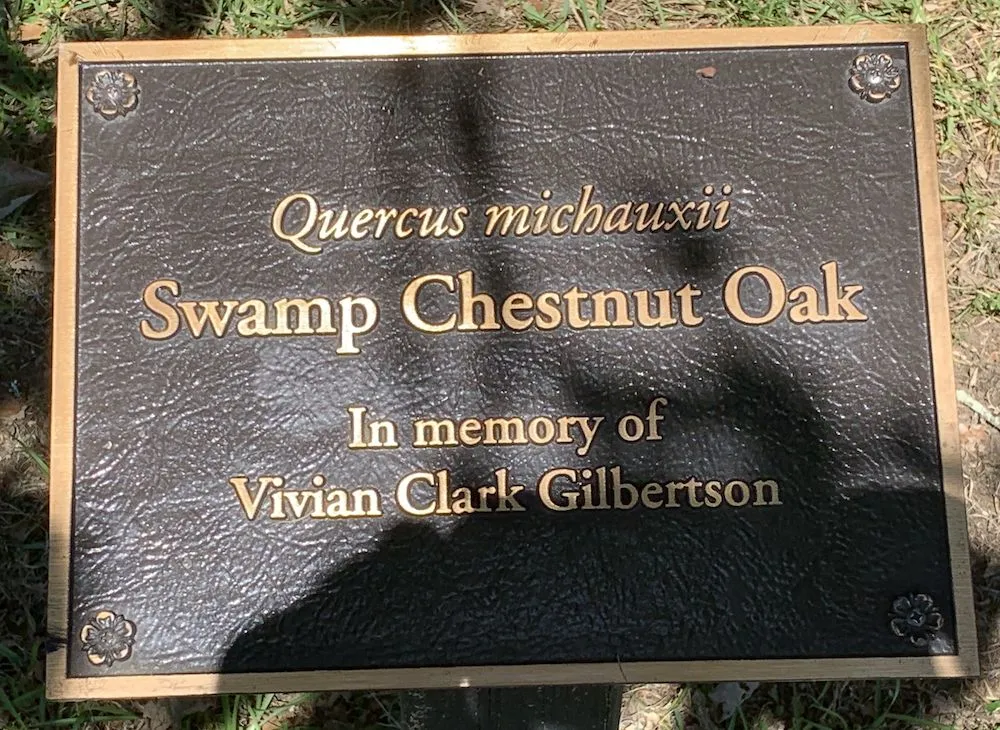 Quercus michauxii
Swamp Chestnut Oak
In memory of
Vivian Clark Gilbertson